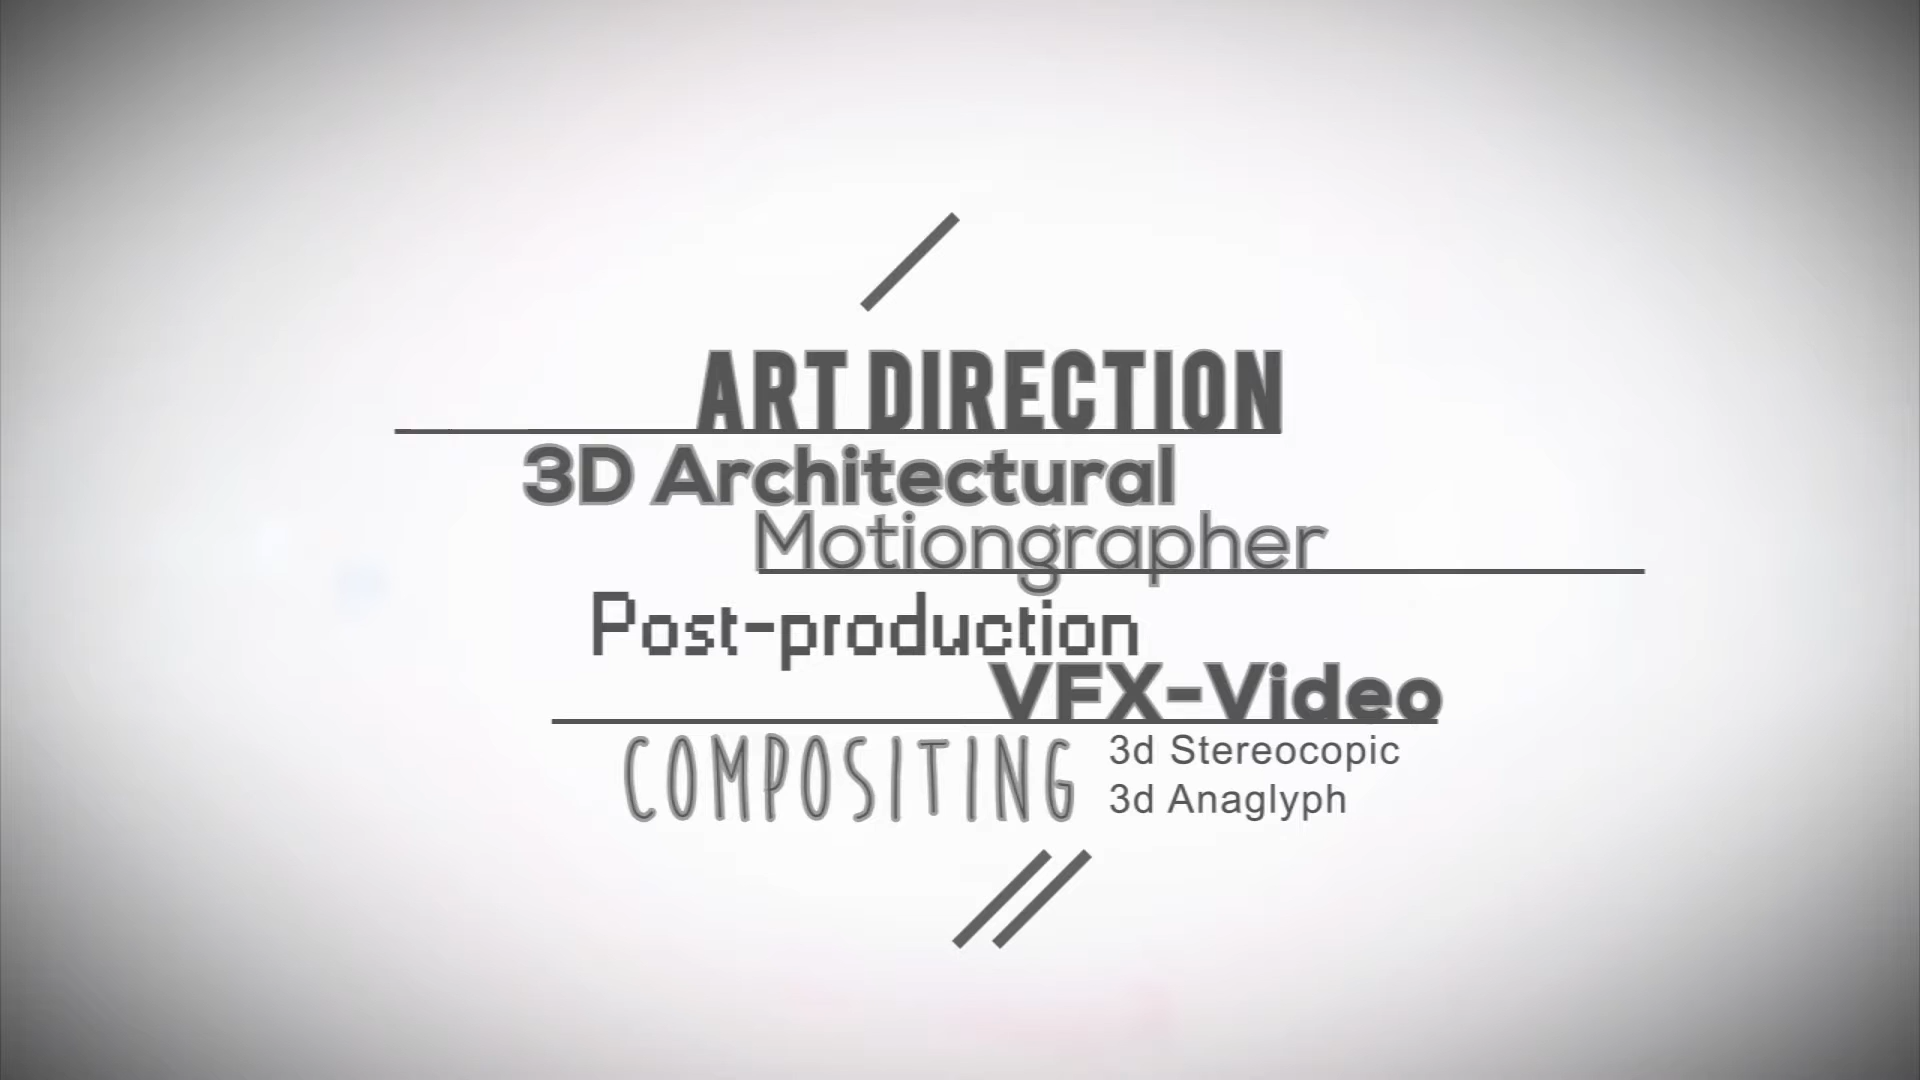 ART DIRECTION
3D Architectural
Motiongrapher
Post-production
VFX-Video
COMPOSITING
3d Stereocopic
3d Anaglyph